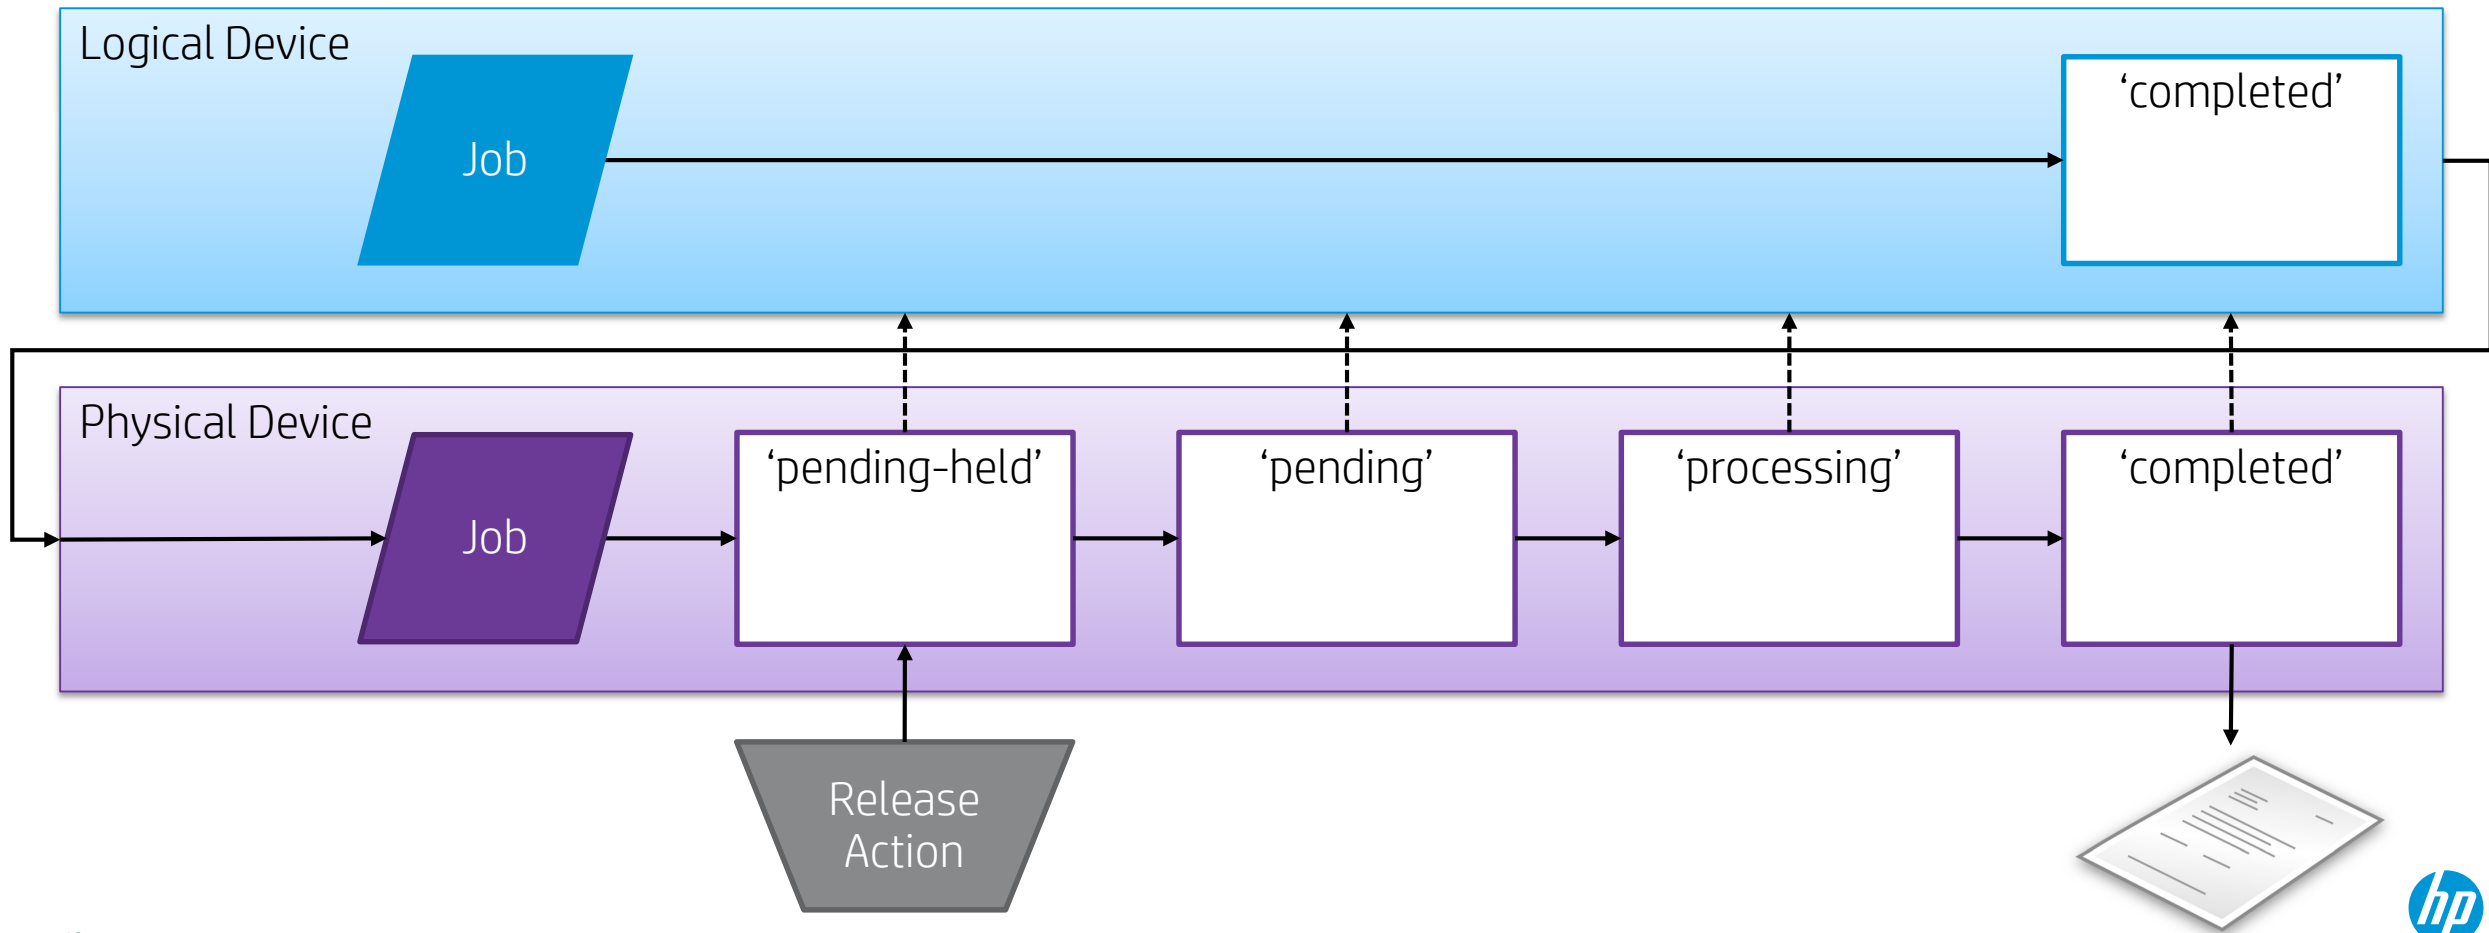 Logical Device
Job
‘completed’
Physical Device
Job
‘pending-held’
‘pending’
‘processing’
‘completed’
Release
Action
hp